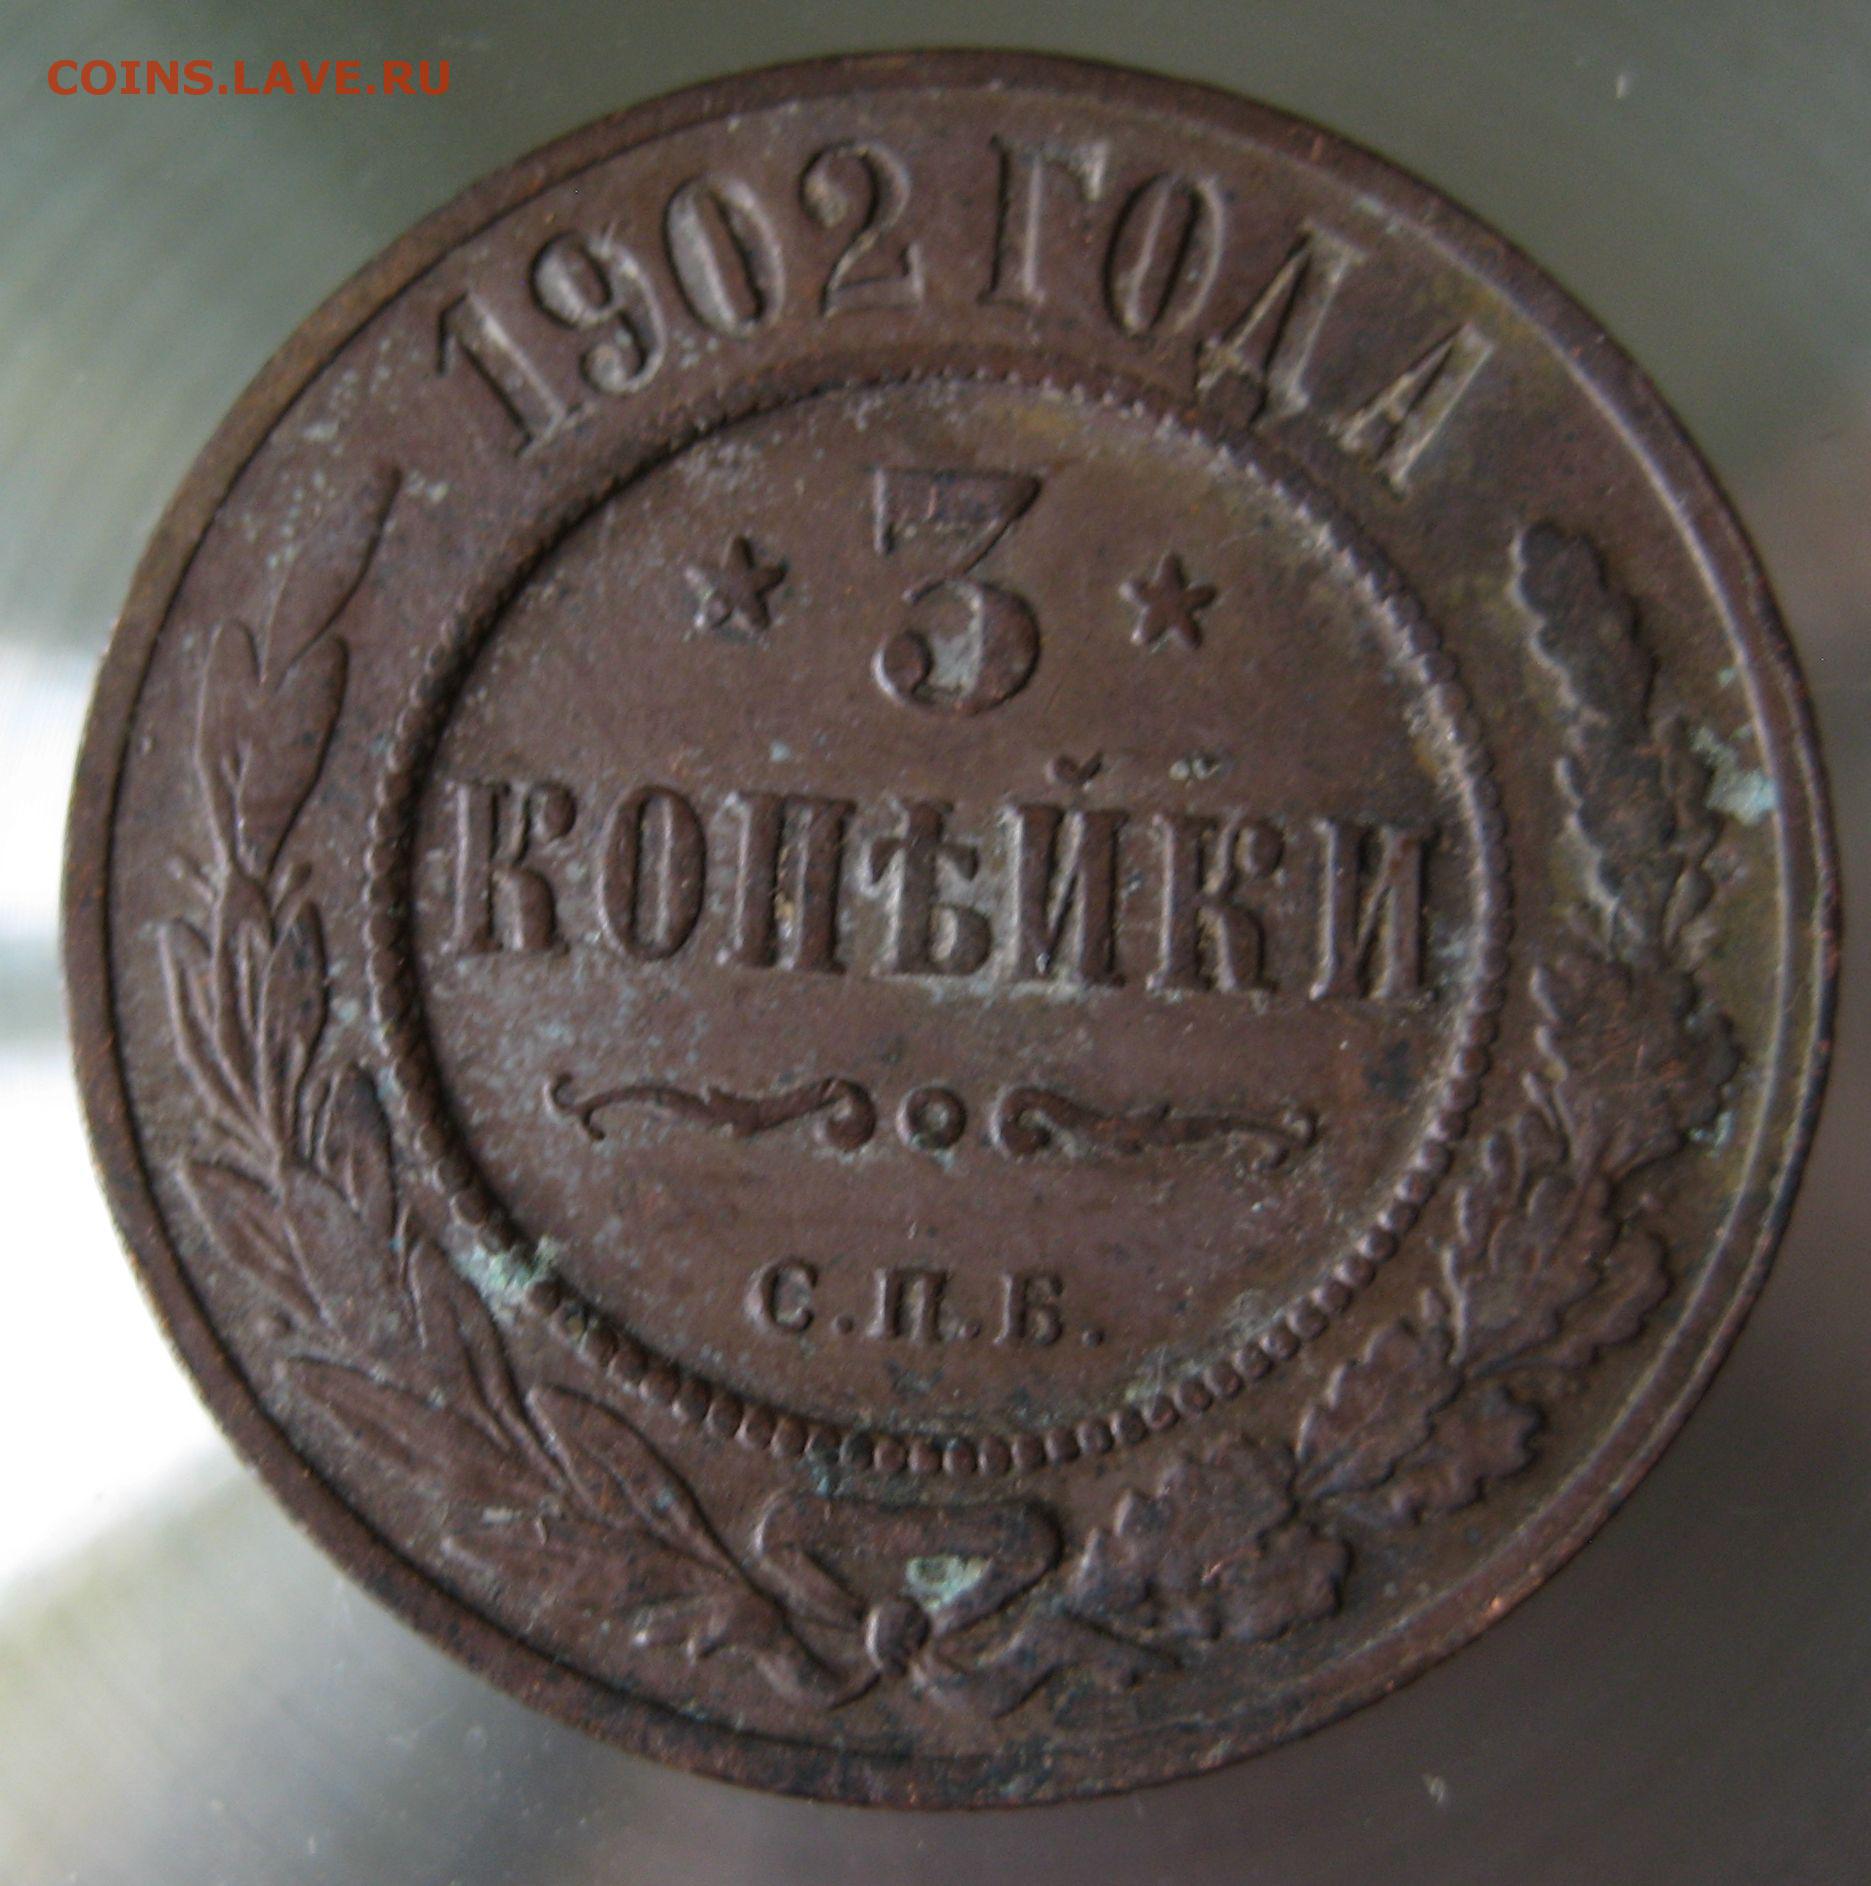 COINS.LAVE.RU
1902 ГОДА
3
КОПѢЙКИ
С.П.Б.